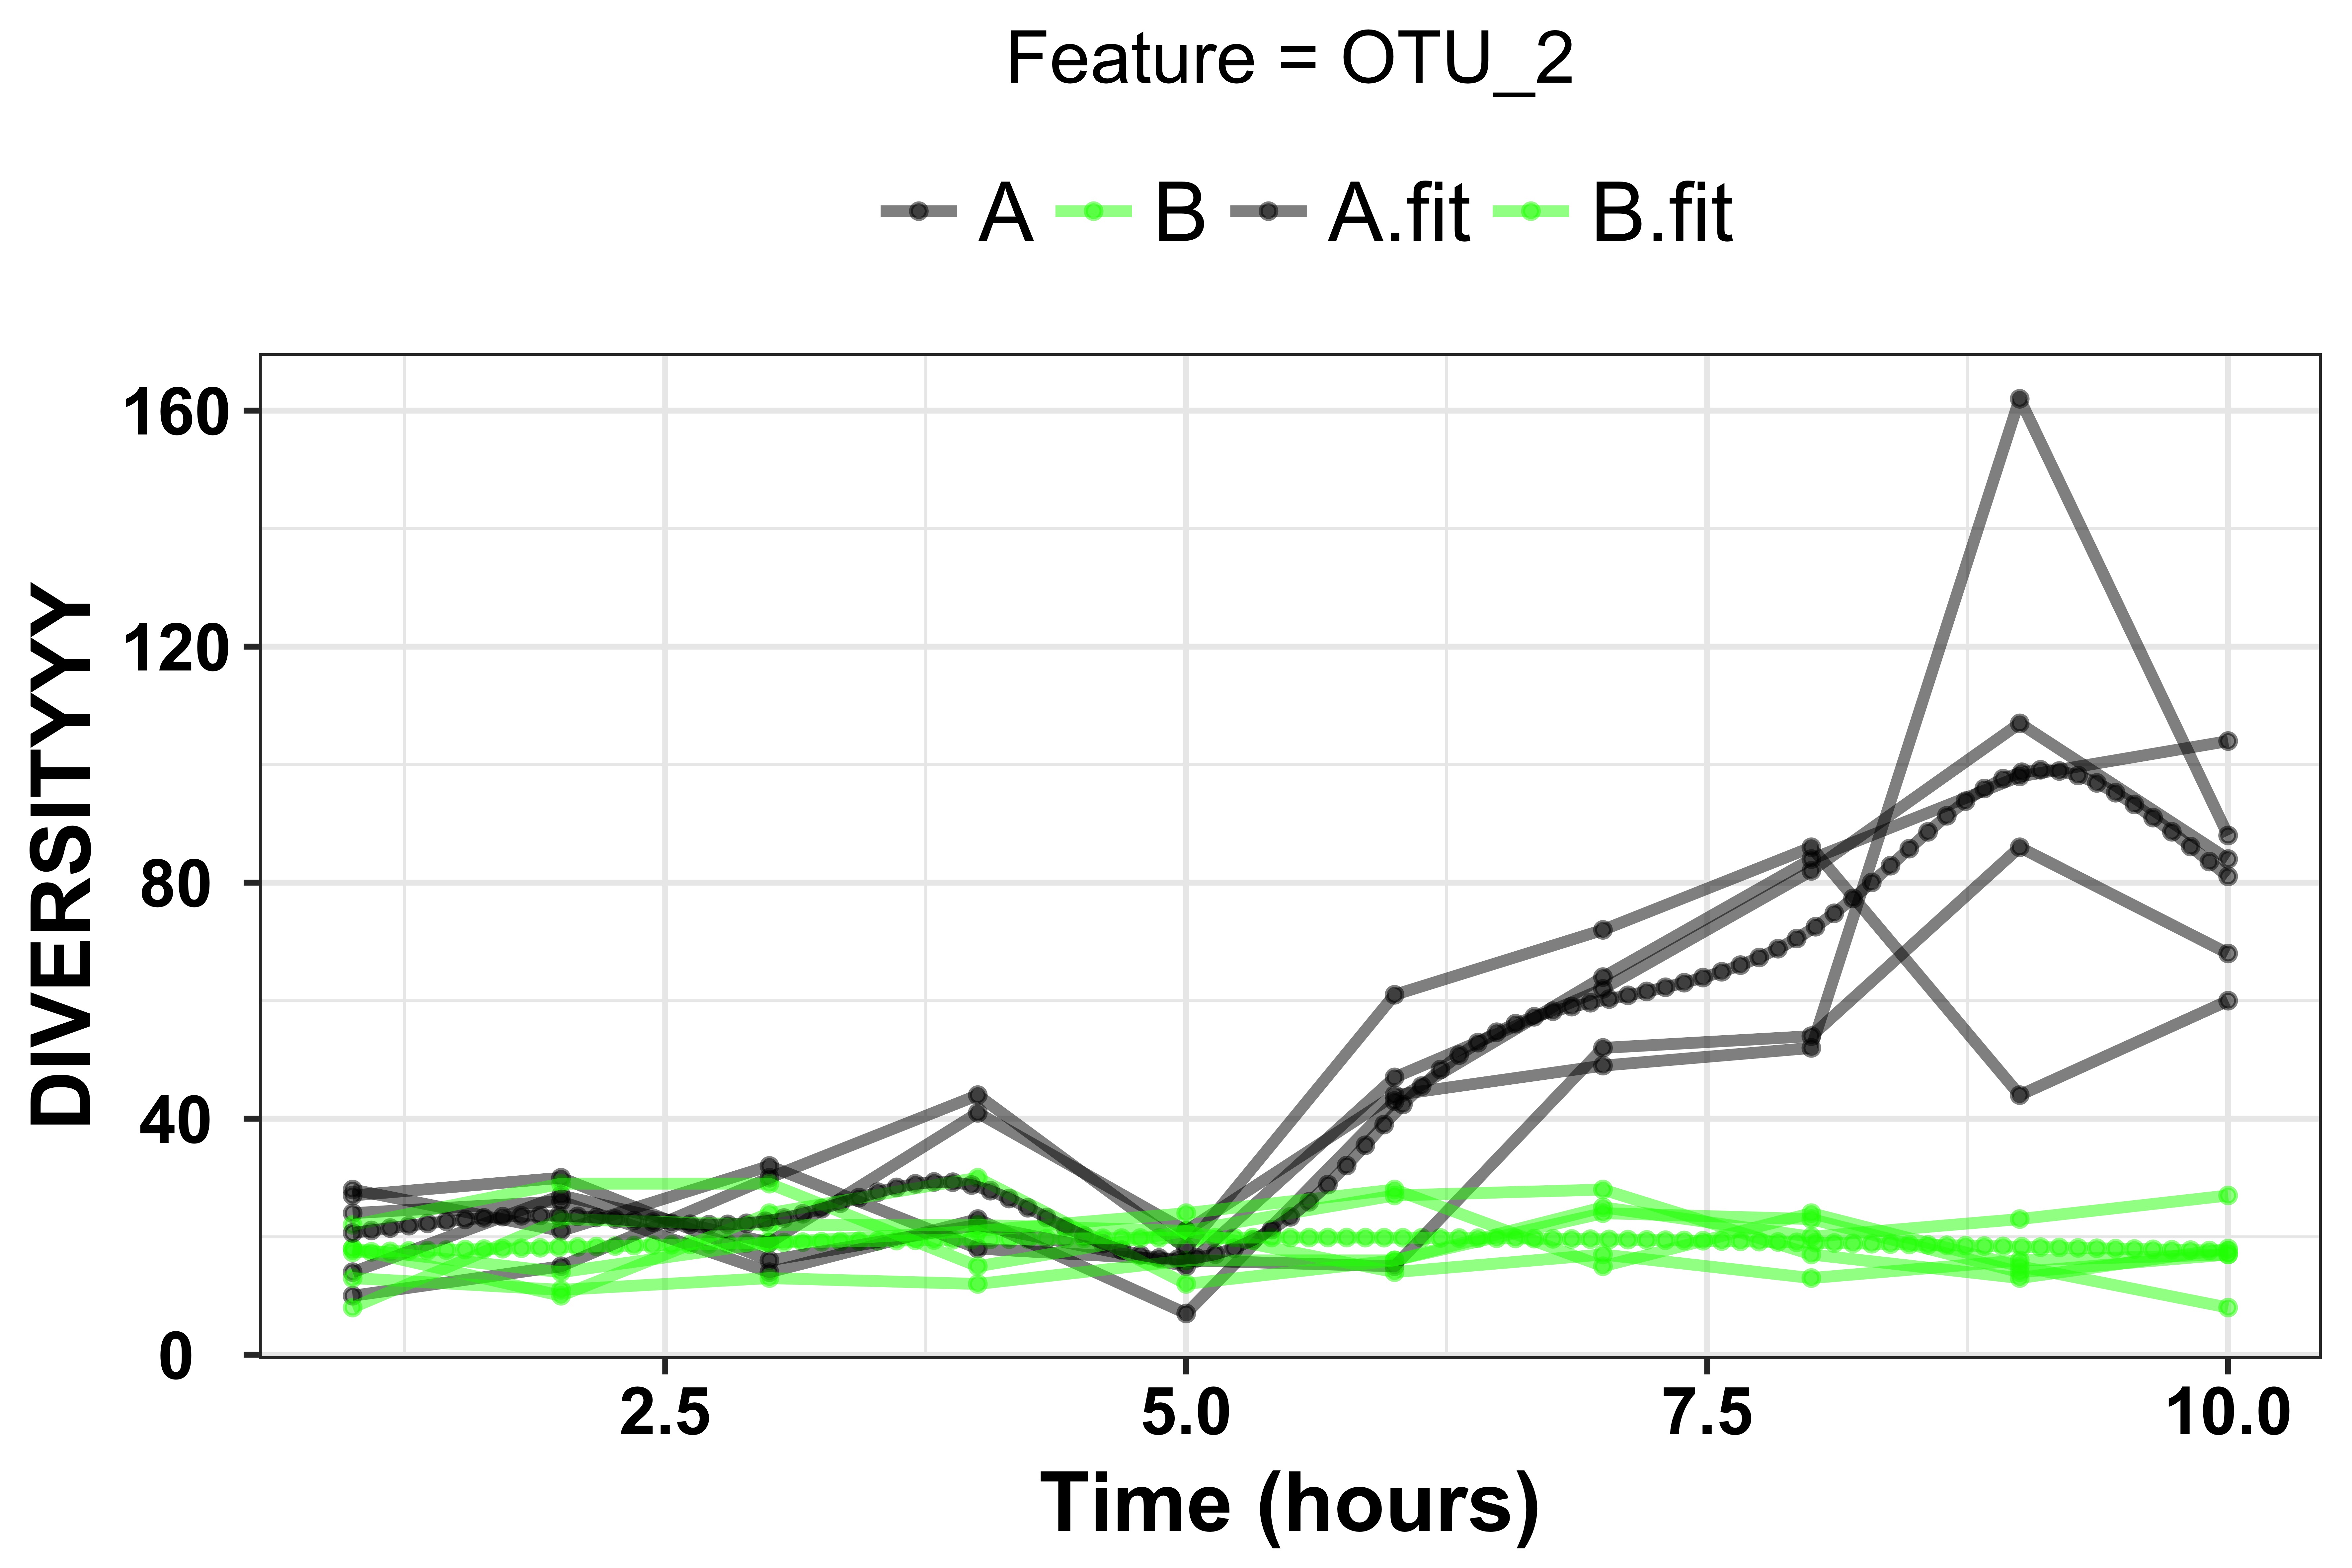 Feature = OTU_2
A B A.fit B.fit
160
120
80
40
0
DIVERSITYYY
2.5 5.0 7.5 10.0
Time (hours)